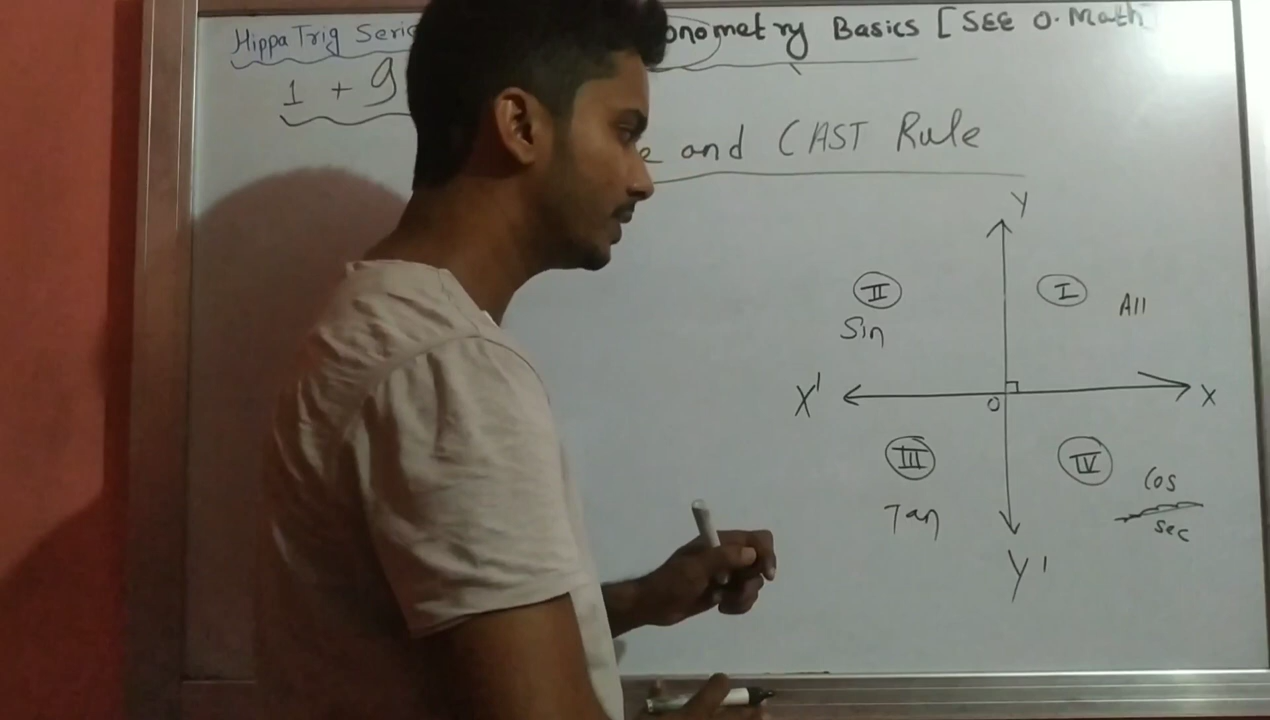 Hippa Trig Seri
onometry Basics [SEE O. Math
1 + 9
and CAST Rule
Y
II
I
Sin
All
X'
O
X
III
IV
Tan
Cos
Sec
Y'